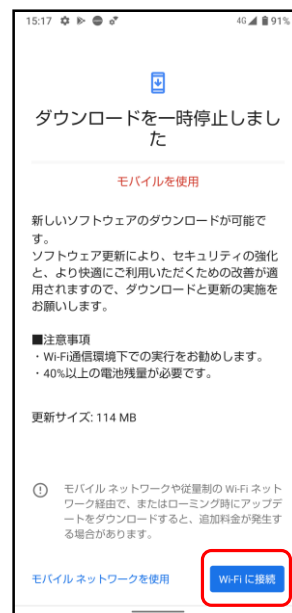 15:17 4G 91%
ダウンロードを一時停止しまし
た
モバイルを使用
新しいソフトウェアのダウンロードが可能で
す。
ソフトウェア更新により、セキュリティの強化
と、より快適にご利用いただくための改善が適
用されますので、ダウンロードと更新の実施を
お願いします。
■注意事項
・Wi-Fi通信環境下での実行をお勧めします。
・40%以上の電池残量が必要です。
更新サイズ: 114 MB
モバイル ネットワークや従量制の Wi-Fi ネット
ワーク経由で、またはローミング時にアップデ
ートをダウンロードすると、追加料金が発生す
る場合があります。
モバイル ネットワークを使用
Wi-Fi に接続